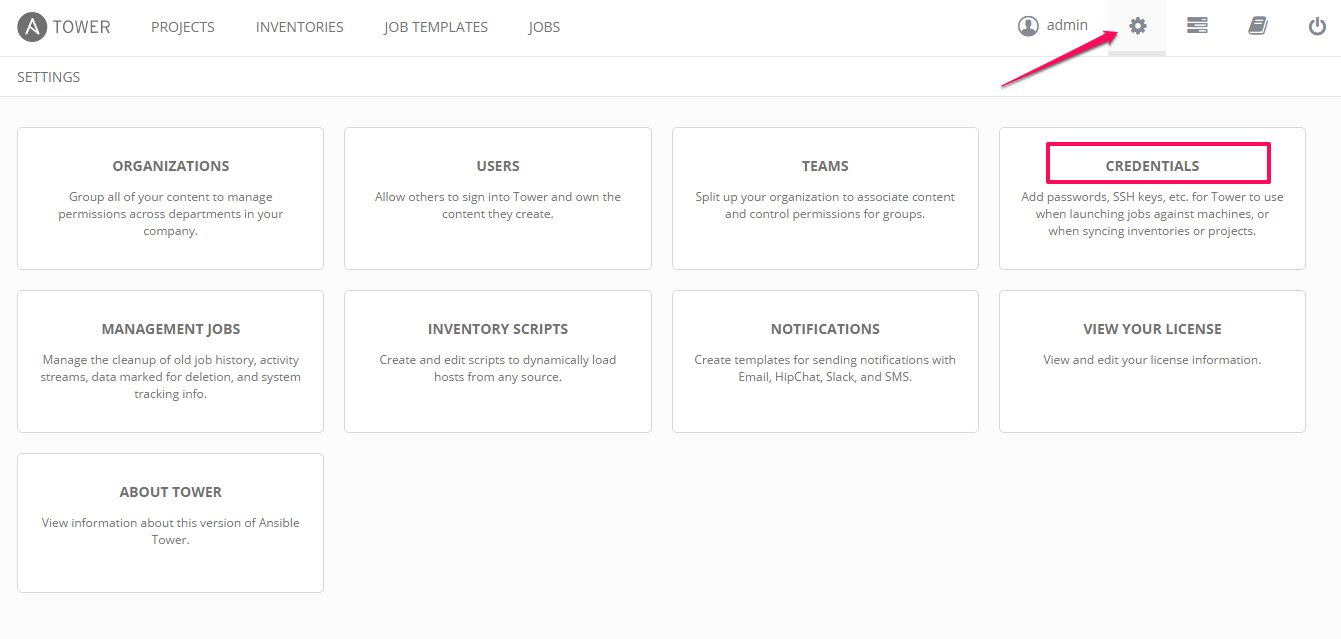 A TOWER PROJECTS INVENTORIES JOB TEMPLATES JOBS admin
SETTINGS
ORGANIZATIONS
Group all of your content to manage
permissions across departments in your
company.
USERS
Allow others to sign into Tower and own the
content they create.
TEAMS
Split up your organization to associate content
and control permissions for groups.
CREDENTIALS
Add passwords, SSH keys, etc. for Tower to use
when launching jobs against machines, or
when syncing inventories or projects.
MANAGEMENT JOBS
Manage the cleanup of old job history, activity
streams, data marked for deletion, and system
tracking info.
INVENTORY SCRIPTS
Create and edit scripts to dynamically load
hosts from any source.
NOTIFICATIONS
Create templates for sending notifications with
Email, HipChat, Slack, and SMS.
VIEW YOUR LICENSE
View and edit your license information.
ABOUT TOWER
View information about this version of Ansible
Tower.